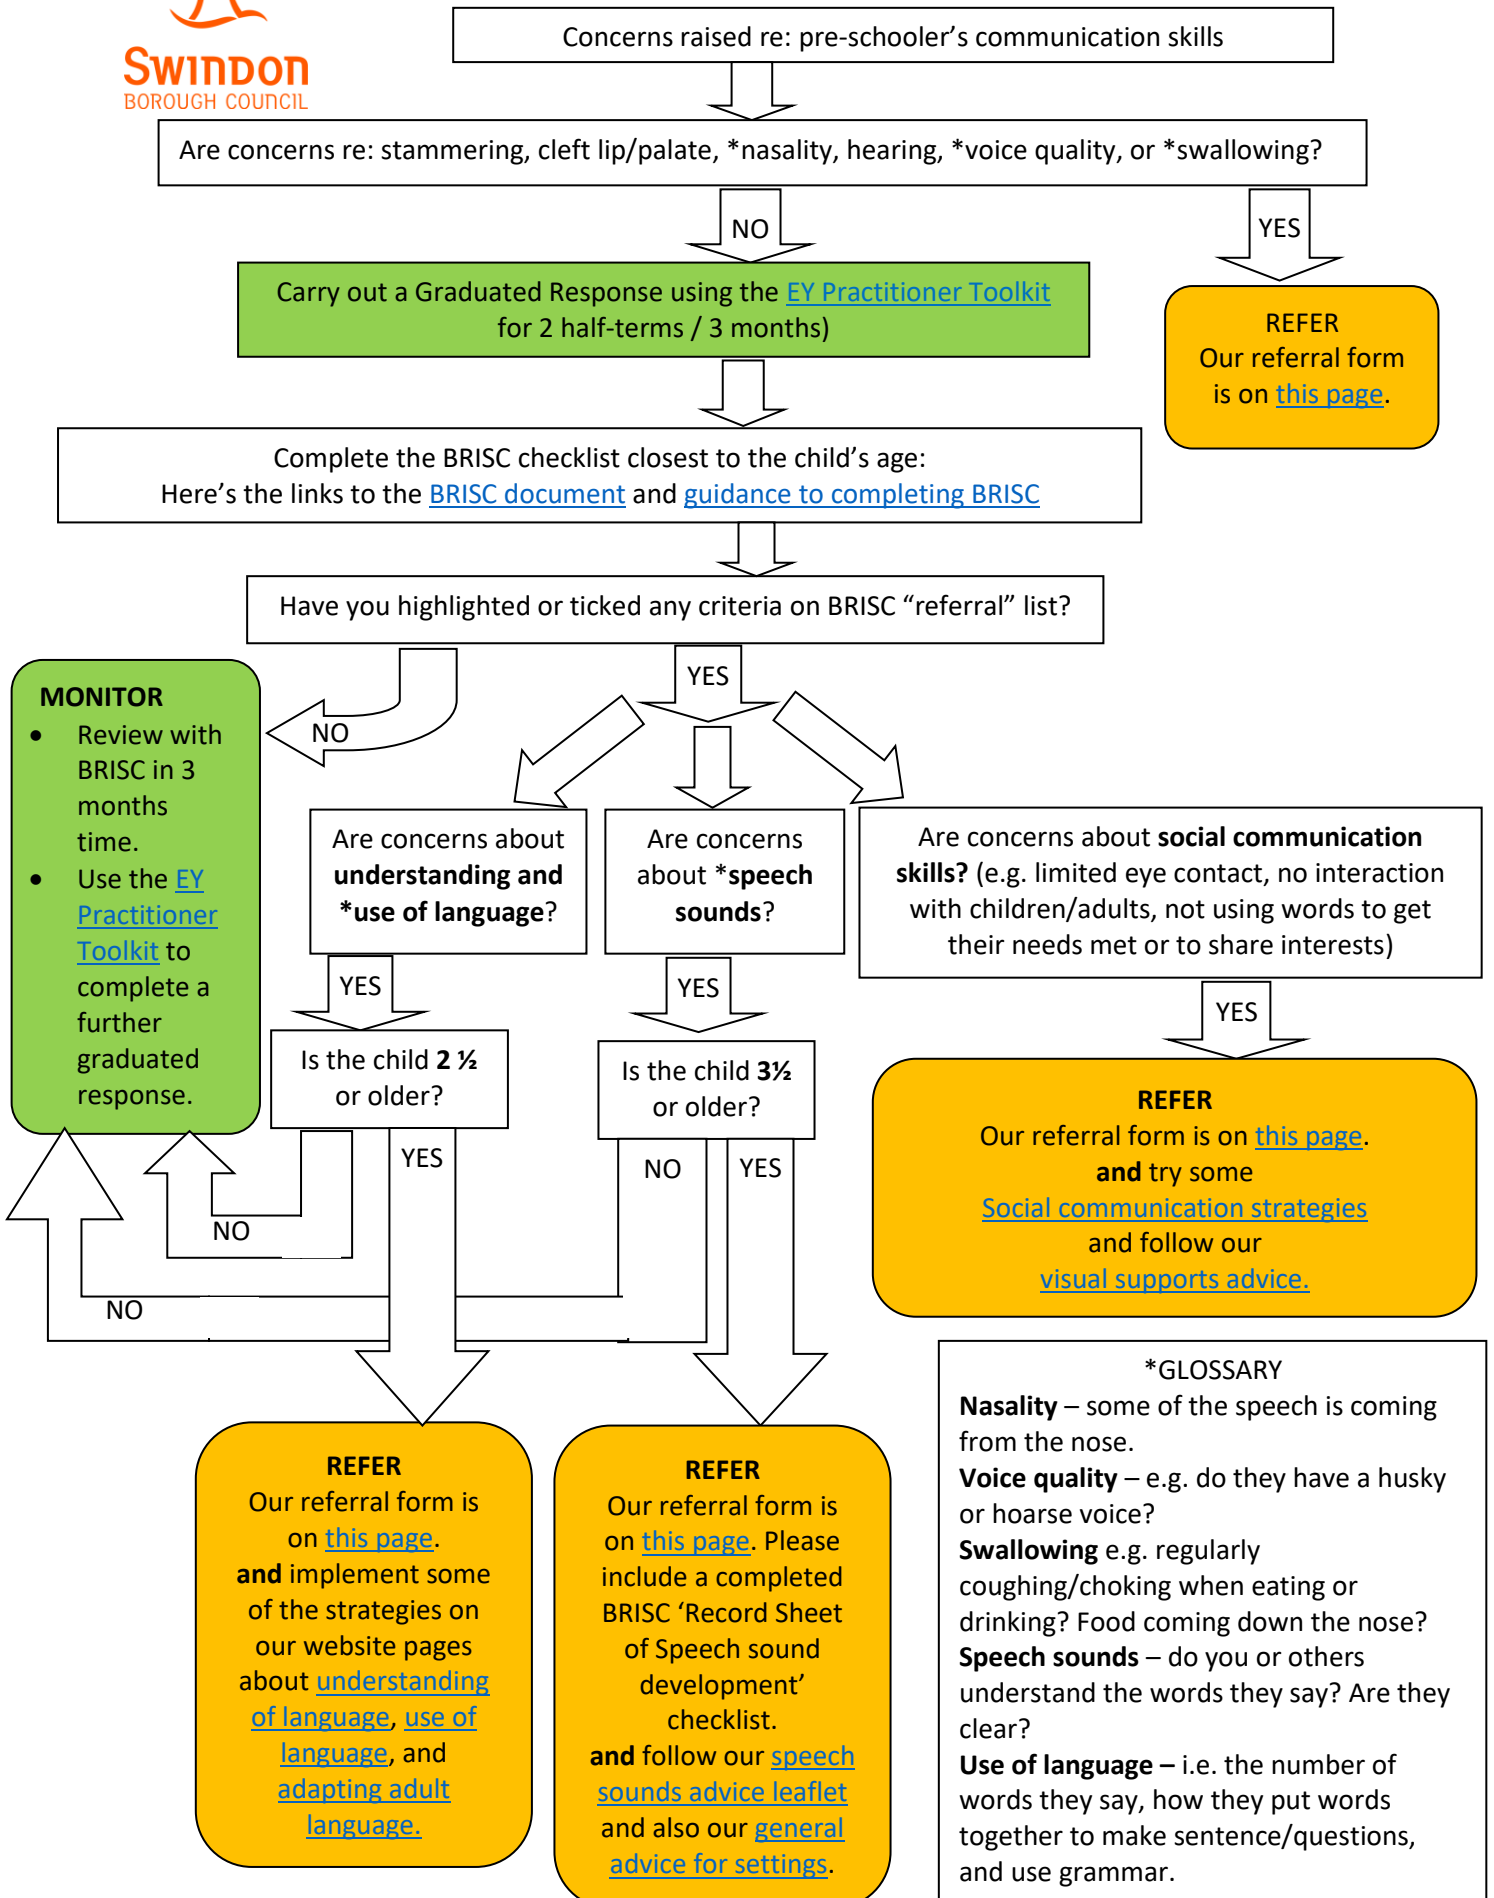 SWINDON
BOROUGH COUNCIL
Concerns raised re: pre-schooler's communication skills
Are concerns re: stammering, cleft lip/palate, *nasality, hearing, *voice quality, or *swallowing?
NO
YES
Carry out a Graduated Response using the EY Practitioner Toolkit
for 2 half-terms / 3 months)
REFER
Our referral form
is on this page.
Complete the BRISC checklist closest to the child's age:
Here's the links to the BRISC document and guidance to completing BRISC
Have you highlighted or ticked any criteria on BRISC “referral” list?
NO
YES
MONITOR
• Review with
BRISC in 3
months
time.
• Use the EY
Practitioner
Toolkit to
complete a
further
graduated
response.
Are concerns about
understanding and
*use of language?
Are concerns
about *speech
sounds?
Are concerns about social communication
skills? (e.g. limited eye contact, no interaction
with children/adults, not using words to get
their needs met or to share interests)
YES
YES
YES
Is the child 2 ½
or older?
Is the child 3½
or older?
REFER
Our referral form is on this page.
and try some
Social communication strategies
and follow our
visual supports advice.
NO
YES
NO
YES
NO
REFER
Our referral form is
on this page.
and implement some
of the strategies on
our website pages
about understanding
of language, use of
language, and
adapting adult
language.
REFER
Our referral form is
on this page. Please
include a completed
BRISC ‘Record Sheet
of Speech sound
development’
checklist.
and follow our speech
sounds advice leaflet
and also our general
advice for settings.
*GLOSSARY
Nasality – some of the speech is coming
from the nose.
Voice quality – e.g. do they have a husky
or hoarse voice?
Swallowing e.g. regularly
coughing/choking when eating or
drinking? Food coming down the nose?
Speech sounds – do you or others
understand the words they say? Are they
clear?
Use of language – i.e. the number of
words they say, how they put words
together to make sentence/questions,
and use grammar.